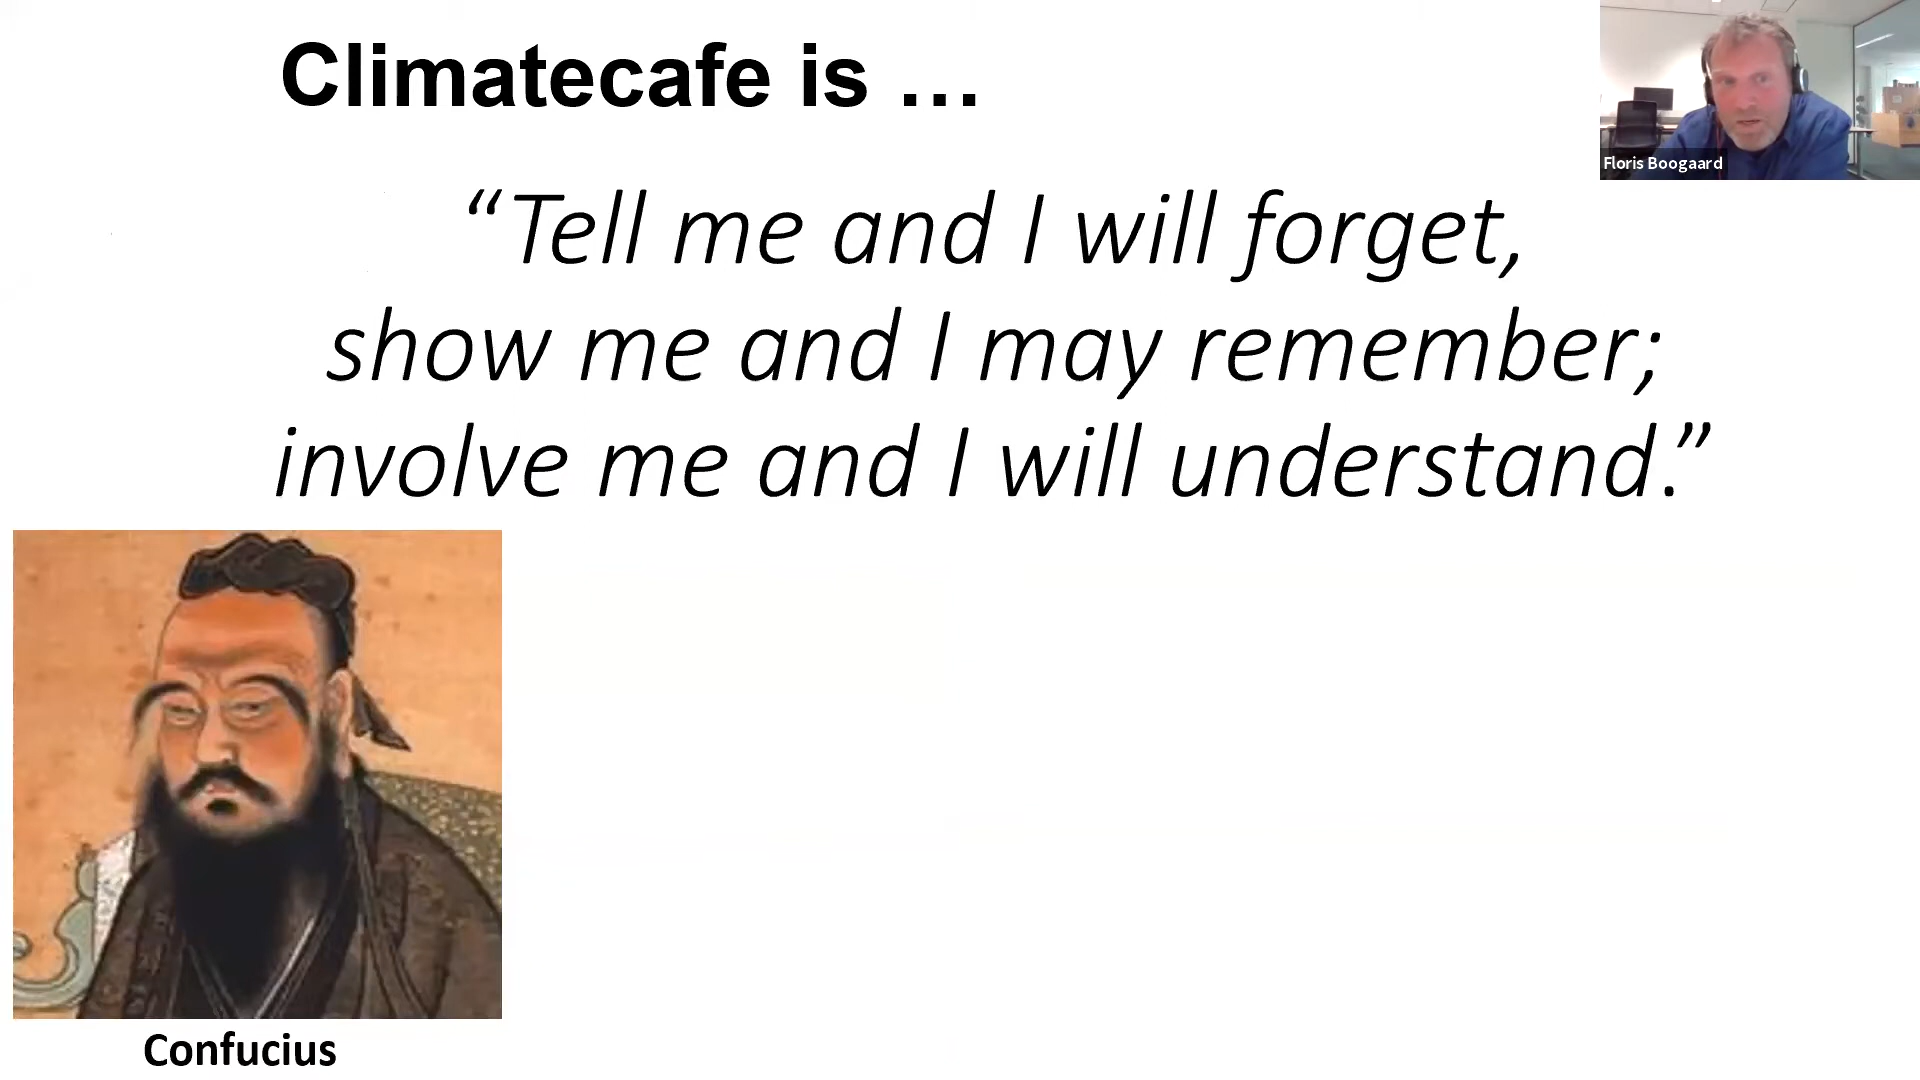 Climatecafe is …
Floris Boogaard
“Tell me and I will forget,
show me and I may remember;
involve me and I will understand.”
Confucius